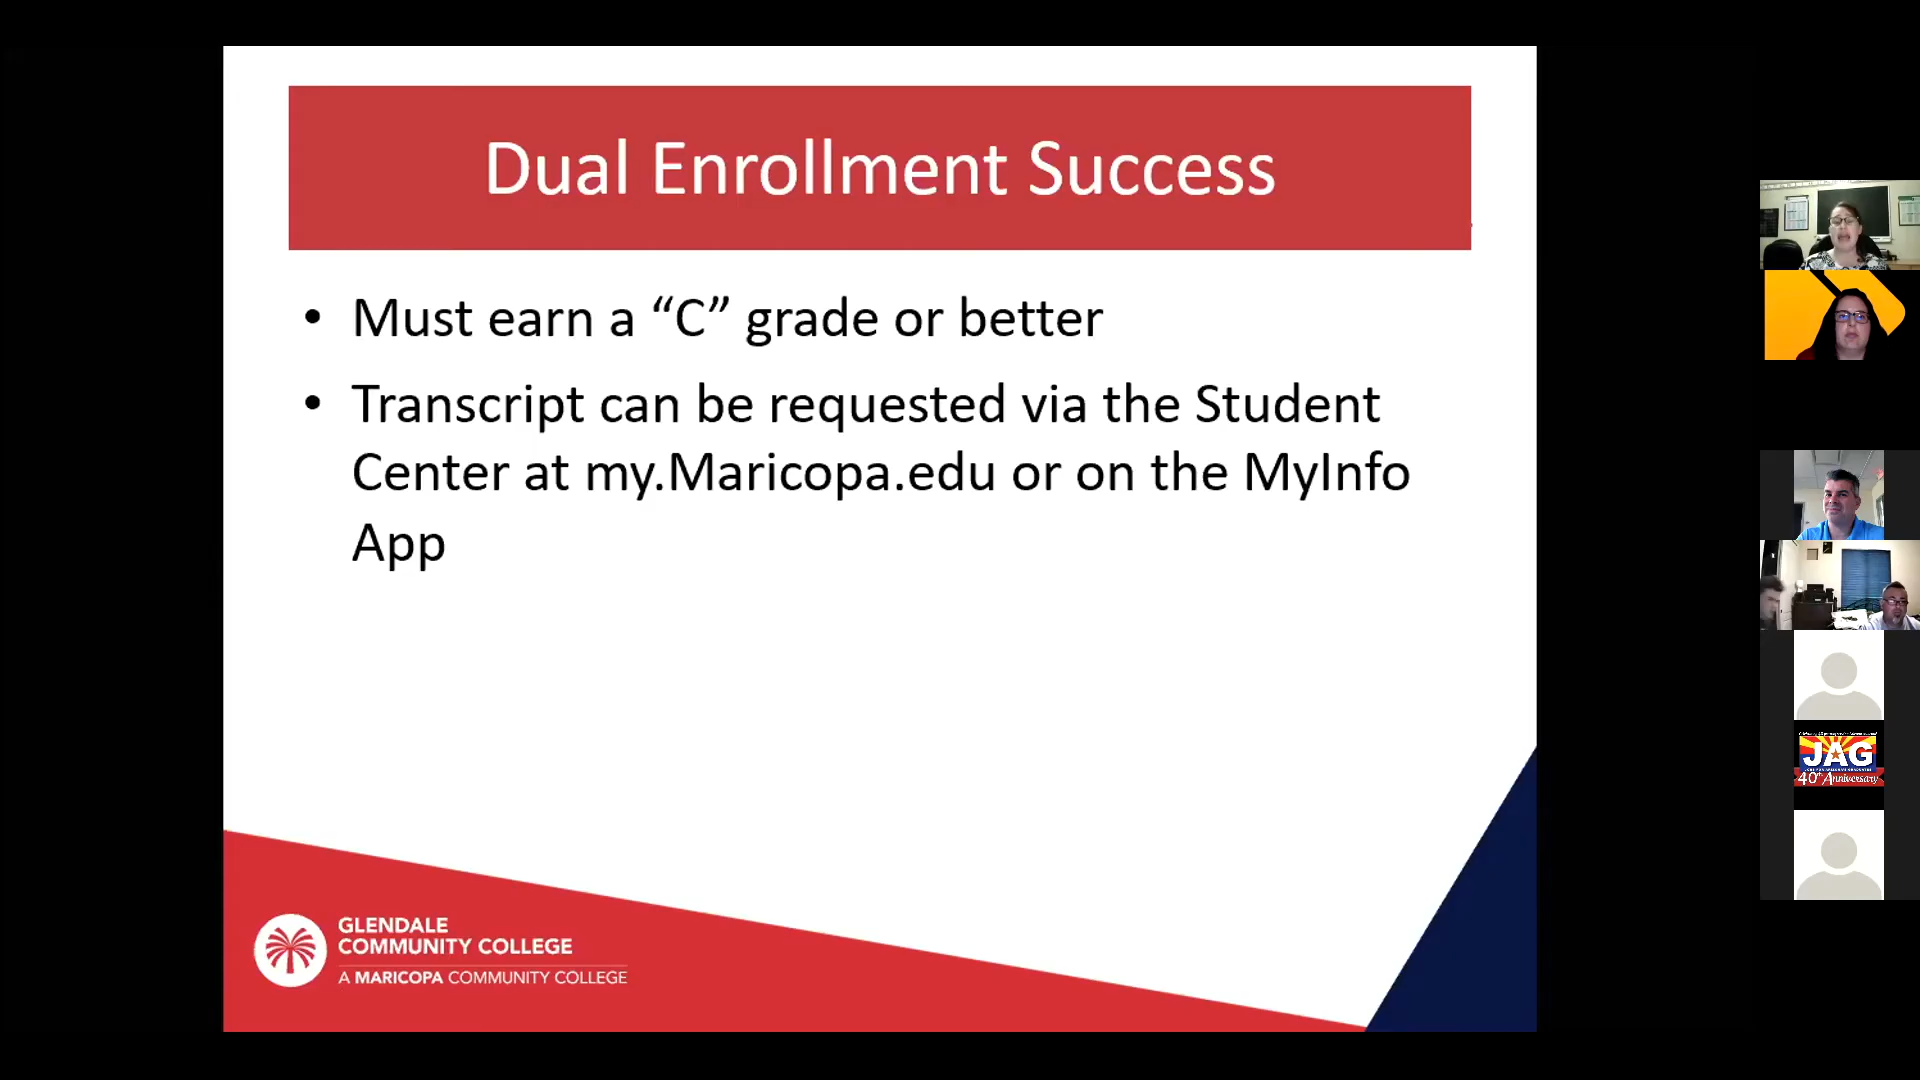 Dual Enrollment Success
• Must earn a “C” grade or better
• Transcript can be requested via the Student
Center at my.Maricopa.edu or on the MyInfo
App
GLENDALE
COMMUNITY COLLEGE
A MARICOPA COMMUNITY COLLEGE
JAG
40th Anniversary